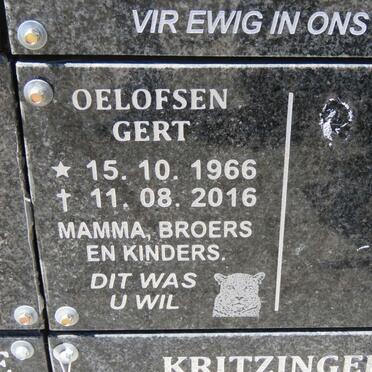 VIR EWIG IN ONS
OELOFSEN
GERT
★ 15. 10. 1966
✝ 11. 08. 2016
MAMMA, BROERS
EN KINDERS.
DIT WAS
U WIL
KRITZINGE